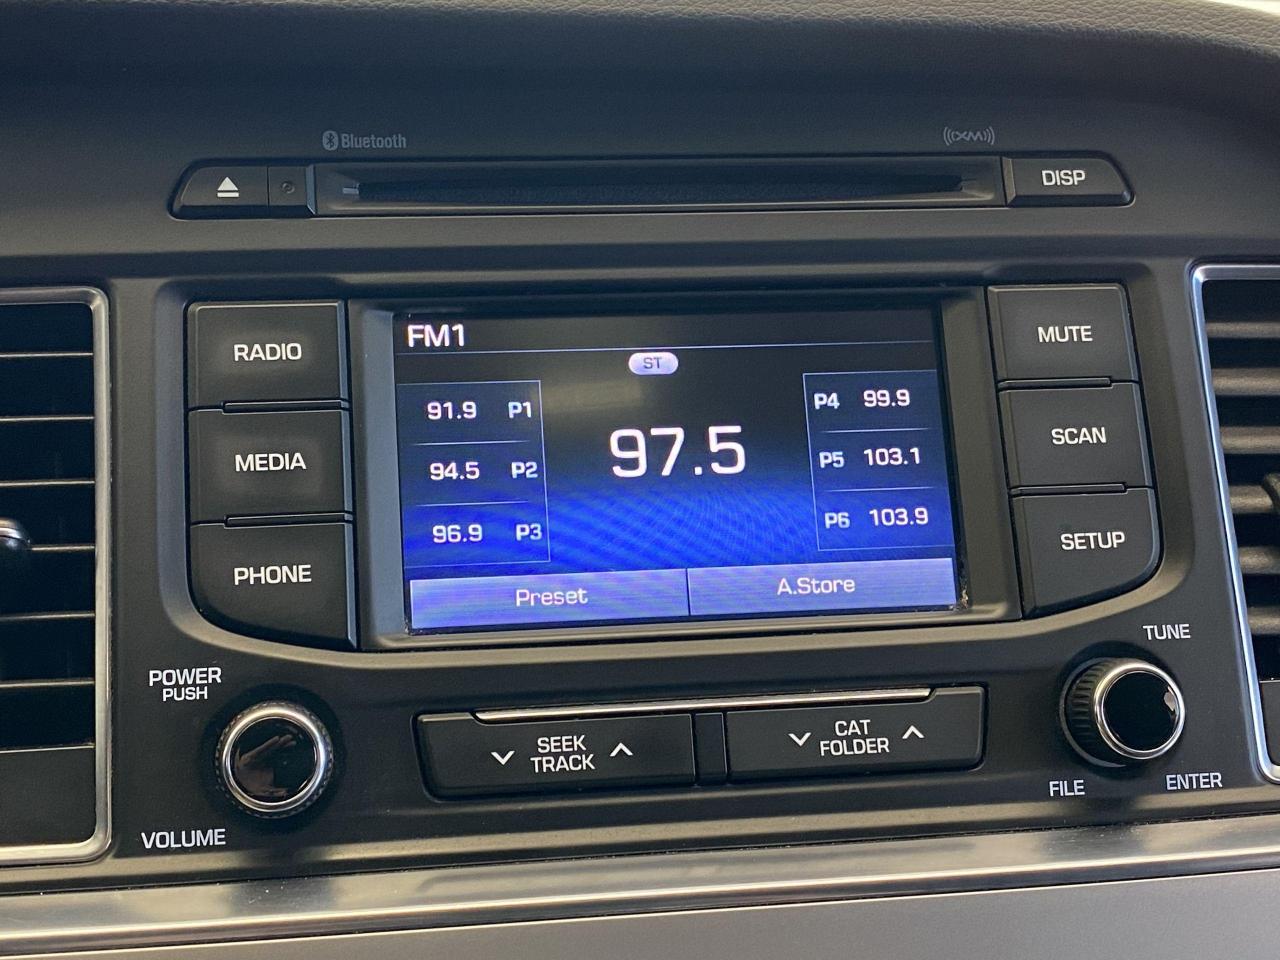 Bluetooth
((XM))
DISP
RADIO
MEDIA
PHONE
FM1
ST
91.9 P1
94.5 P2
96.9 P3
97.5
P4 99.9
P5 103.1
P6 103.9
Preset
A.Store
MUTE
SCAN
SETUP
POWER
PUSH
VOLUME
SEEK
TRACK
CAT
FOLDER
TUNE
FILE
ENTER